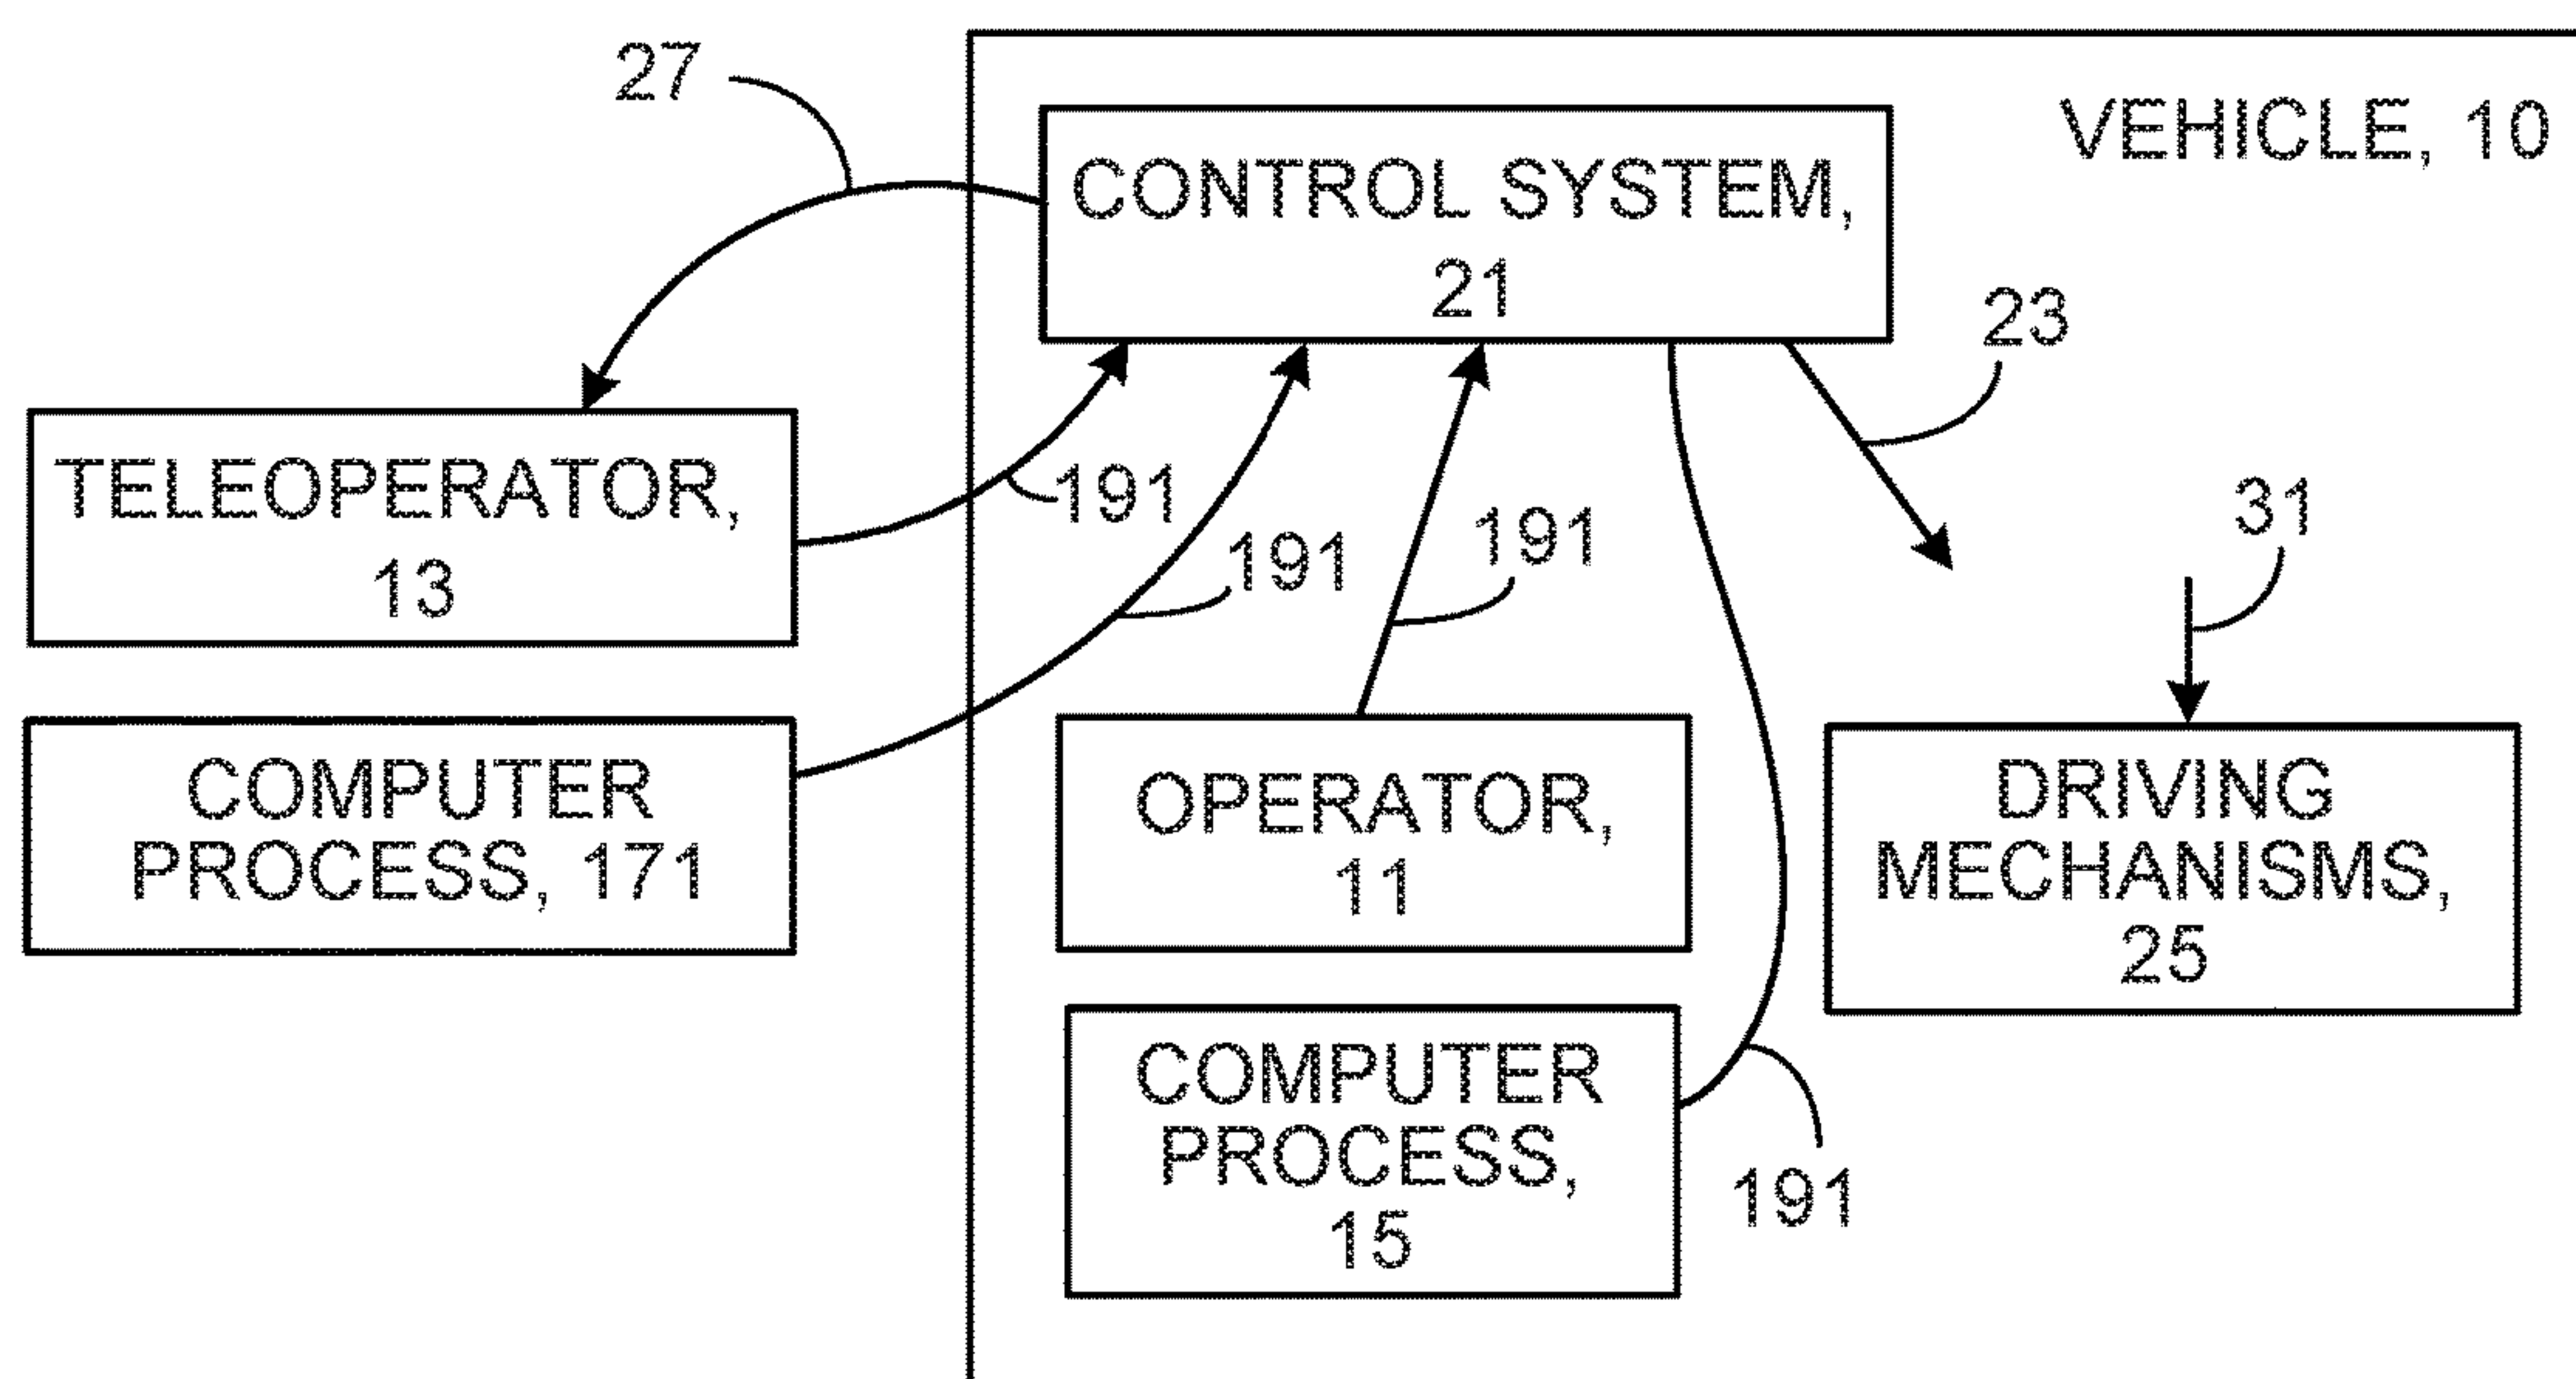 27
VEHICLE, 10
CONTROL SYSTEM,
21
23
TELEOPERATOR,
13
191
191
191
31
COMPUTER
PROCESS, 171
OPERATOR,
11
DRIVING
MECHANISMS,
25
COMPUTER
PROCESS,
15
191